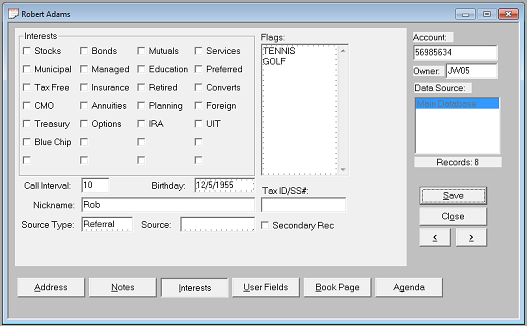 Robert Adams
Interests
Stocks Bonds Mutuals Services
Municipal Managed Education Preferred
Tax Free Insurance Retired Converts
CMO Annuities Planning Foreign
Treasury Options IRA UIT
Blue Chip
Flags:
TENNIS
GOLF
Account:
56985634
Owner: JW05
Data Source:
Main Database
Records: 8
Call Interval: 10 Birthday: 12/5/1955
Nickname: Rob
Source Type: Referral Source:
Tax ID/SS#:
Secondary Rec
Save
Close
< >
Address Notes Interests User Fields Book Page Agenda